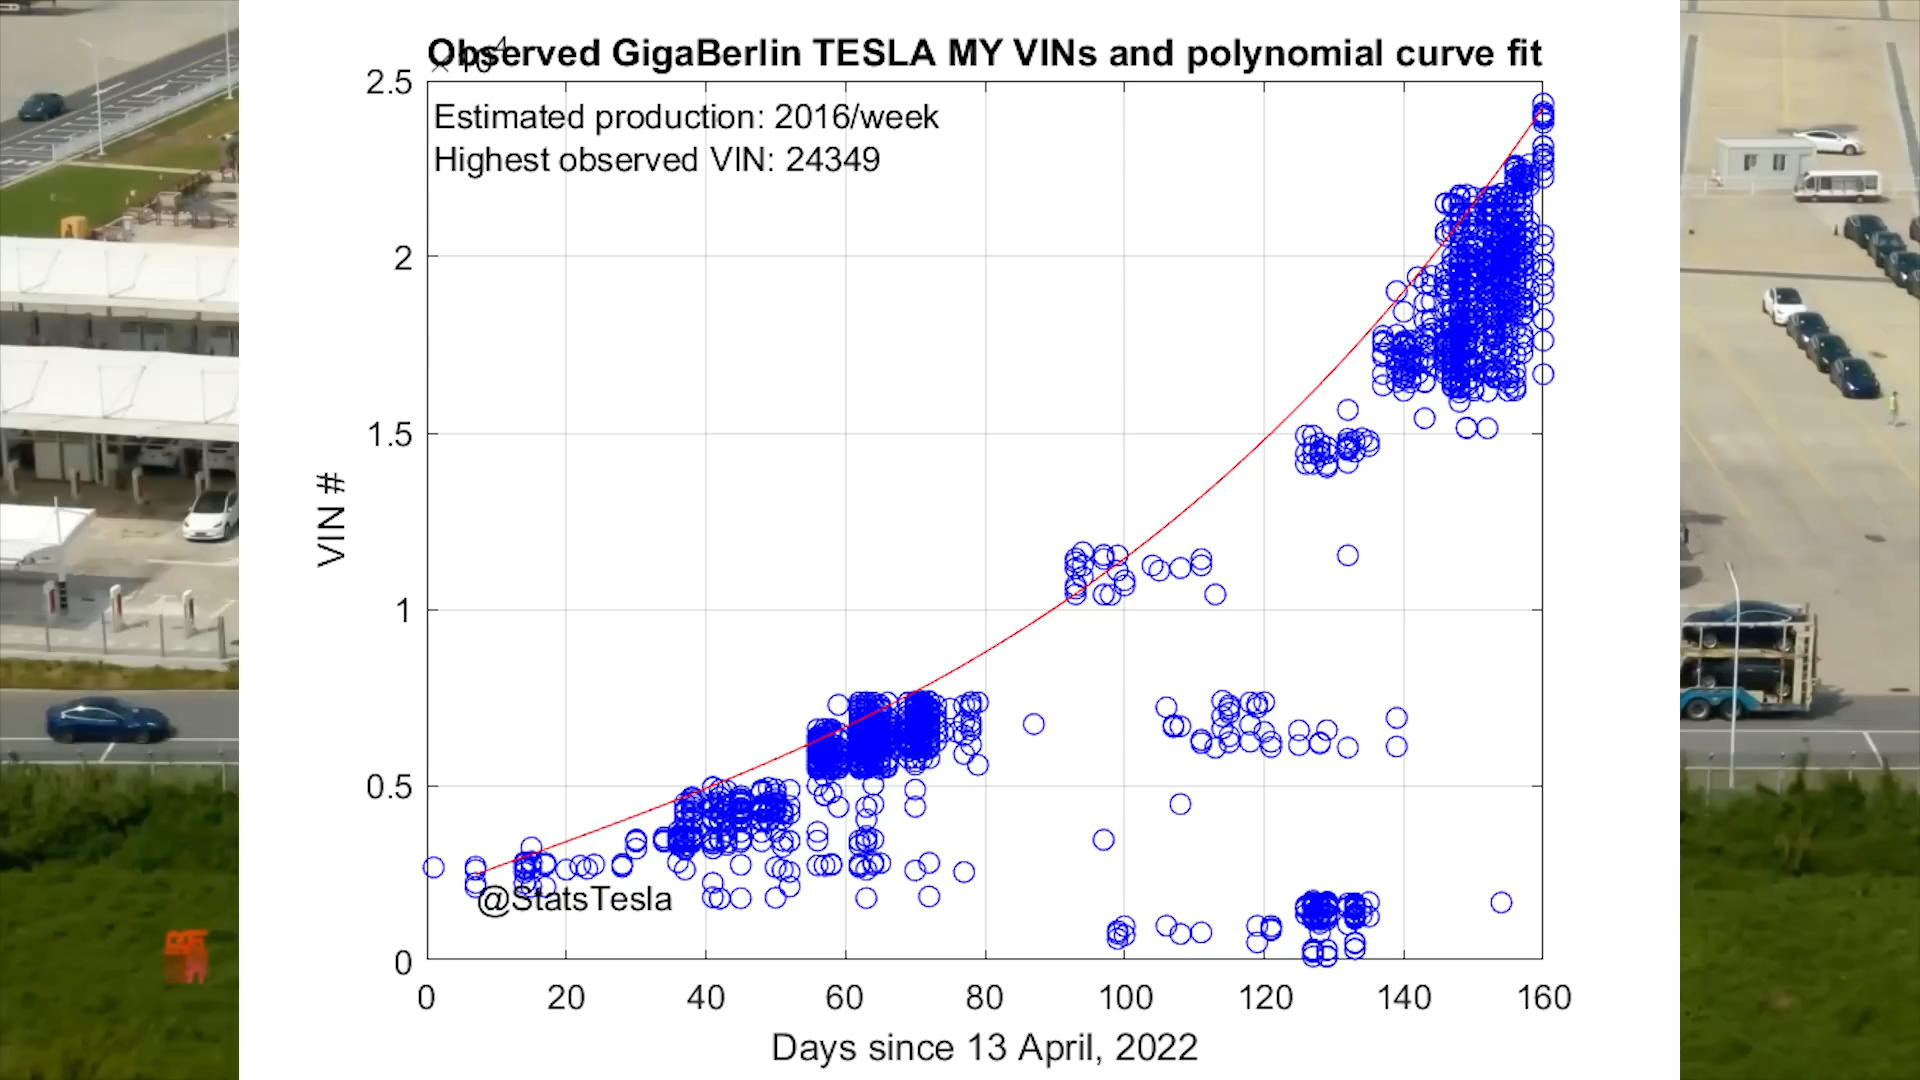 Observed GigaBerlin TESLA MY VINs and polynomial curve fit
×10^4
Estimated production: 2016/week
Highest observed VIN: 24349
2.5
2
1.5
1
0.5
0
VIN #
@StatsTesla
0 20 40 60 80 100 120 140 160
Days since 13 April, 2022